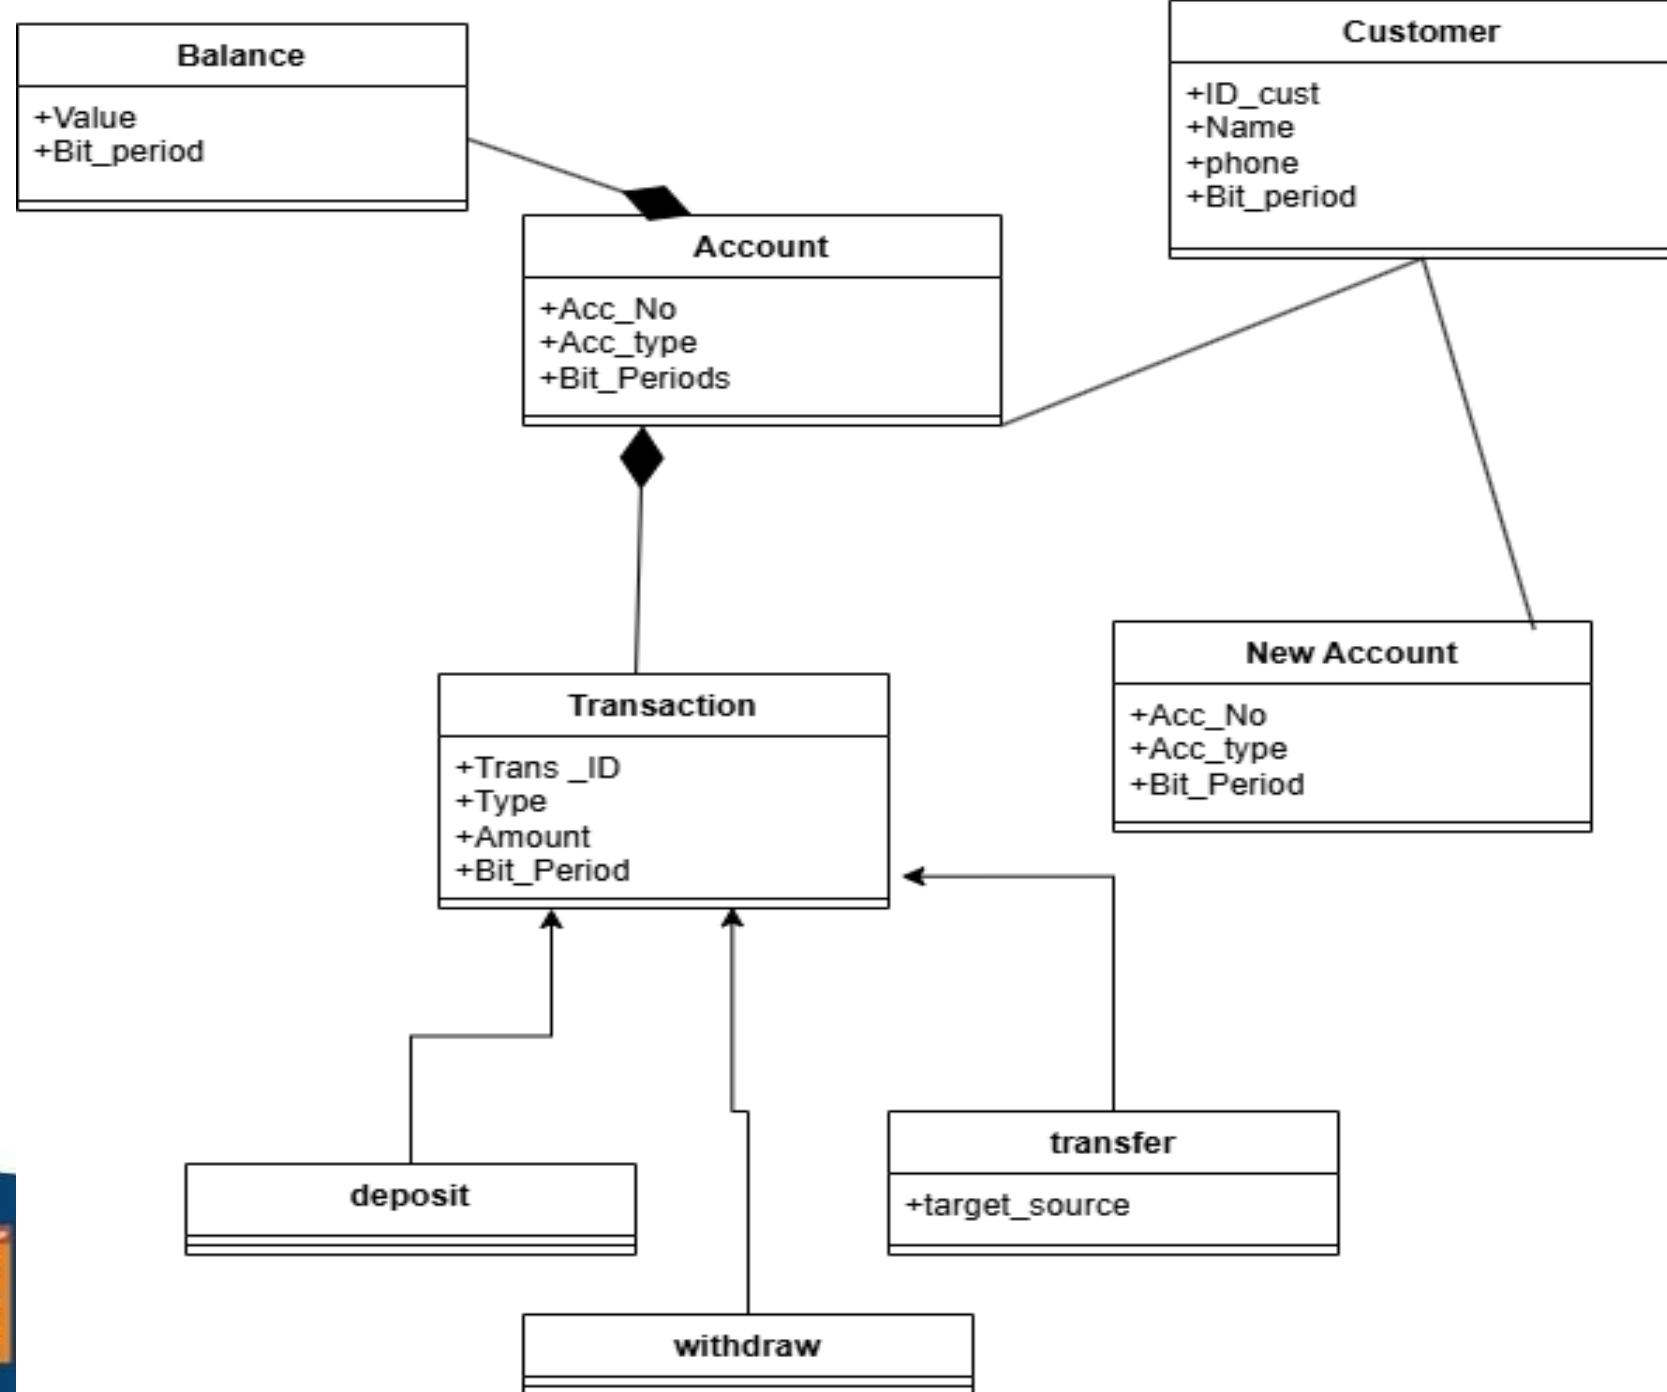 Balance
+Value
+Bit_period
Customer
+ID_cust
+Name
+phone
+Bit_period
Account
+Acc_No
+Acc_type
+Bit_Periods
New Account
+Acc_No
+Acc_type
+Bit_Period
Transaction
+Trans _ID
+Type
+Amount
+Bit_Period
deposit
transfer
+target_source
withdraw